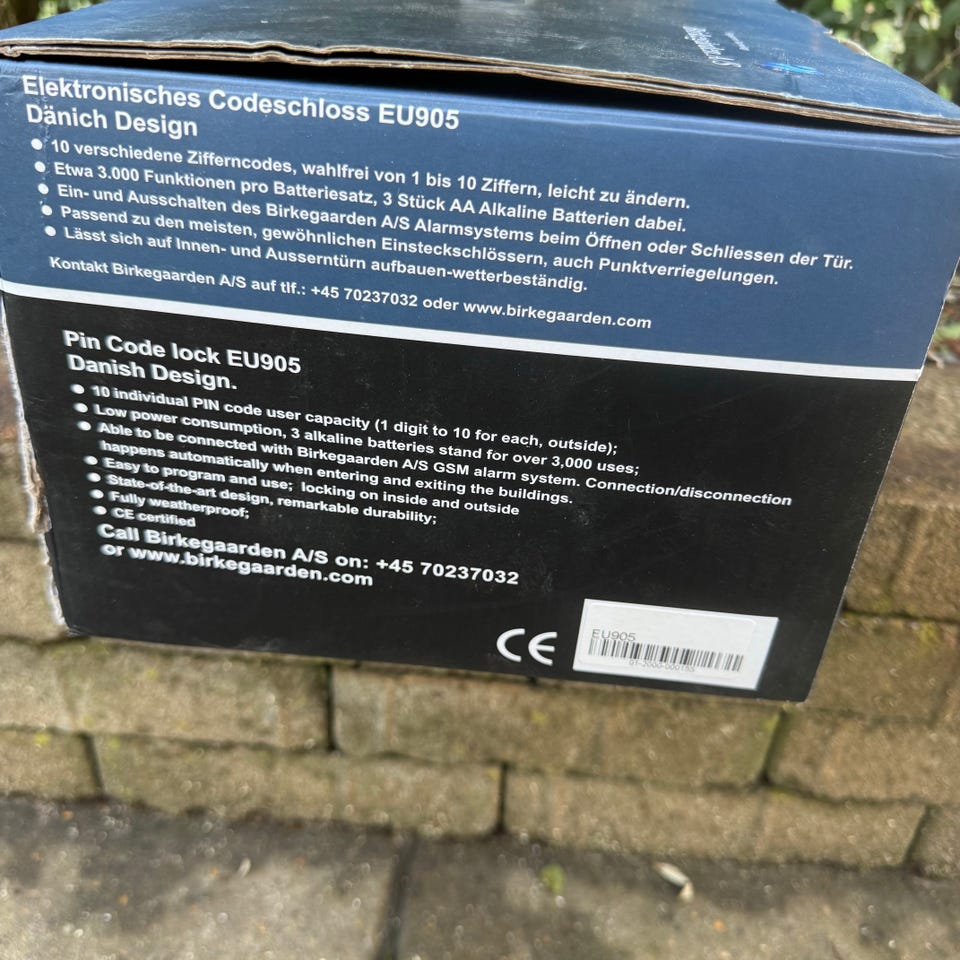 Elektronisches Codeschloss EU905
Dänich Design
● 10 verschiedene Zifferncodes, wahlfrei von 1 bis 10 Ziffern, leicht zu ändern.
● Etwa 3.000 Funktionen pro Batteriesatz, 3 Stück AA Alkaline Batterien dabei.
● Ein- und Ausschalten des Birkegaarden A/S Alarmsystems beim Öffnen oder Schliessen der Tür.
● Passend zu den meisten, gewöhnlichen Einsteckschlössern, auch Punktverriegelungen.
● Lässt sich auf Innen- und Ausserntürn aufbauen-wetterbeständig.
Kontakt Birkegaarden A/S auf tlf.: +45 70237032 oder www.birkegaarden.com
Pin Code lock EU905
Danish Design.
● 10 individual PIN code user capacity (1 digit to 10 for each, outside);
● Low power consumption, 3 alkaline batteries stand for over 3,000 uses;
● Able to be connected with Birkegaarden A/S GSM alarm system. Connection/disconnection
happens automatically when entering and exiting the buildings.
● Easy to program and use; locking on inside and outside
● State-of-the-art design, remarkable durability;
● Fully weatherproof;
● CE certified
Call Birkegaarden A/S on: +45 70237032
or www.birkegaarden.com
CE
EU905
01-2000-000155